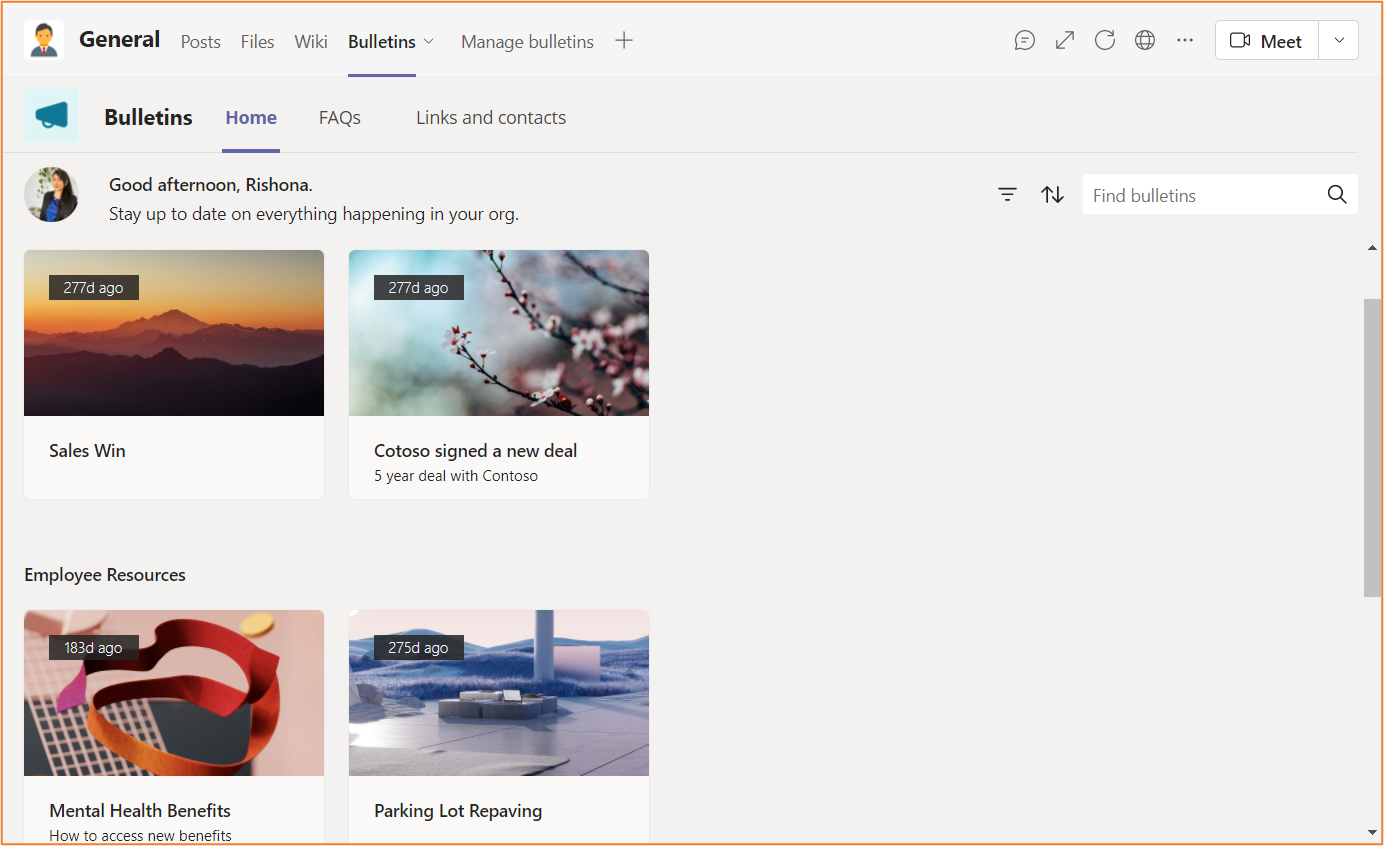 General Posts Files Wiki Bulletins Manage bulletins Meet
Bulletins Home FAQs Links and contacts
Good afternoon, Rishona.
Stay up to date on everything happening in your org.
Find bulletins
277d ago
Sales Win
277d ago
Cotoso signed a new deal
5 year deal with Contoso
Employee Resources
183d ago
Mental Health Benefits
How to access new benefits
275d ago
Parking Lot Repaving